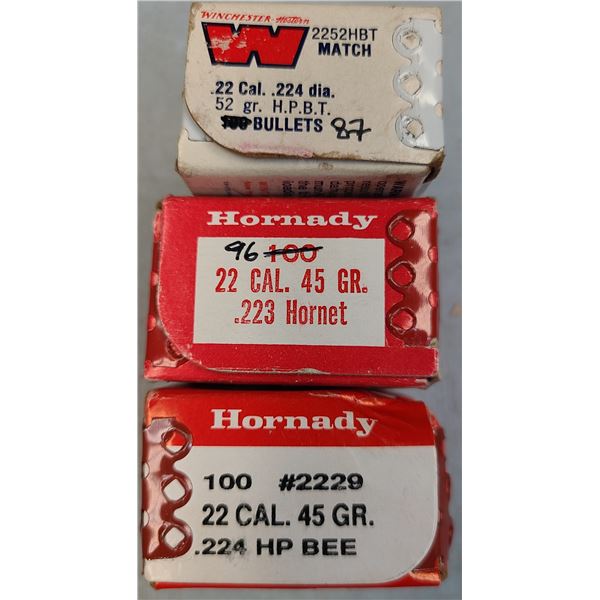 WINCHESTER-Western
W
2252HBT
MATCH
.22 Cal. .224 dia.
52 gr. H.P.B.T.
100 BULLETS 87
Hornady
96 100
22 CAL. 45 GR.
.223 Hornet
Hornady
100 #2229
22 CAL. 45 GR.
.224 HP BEE